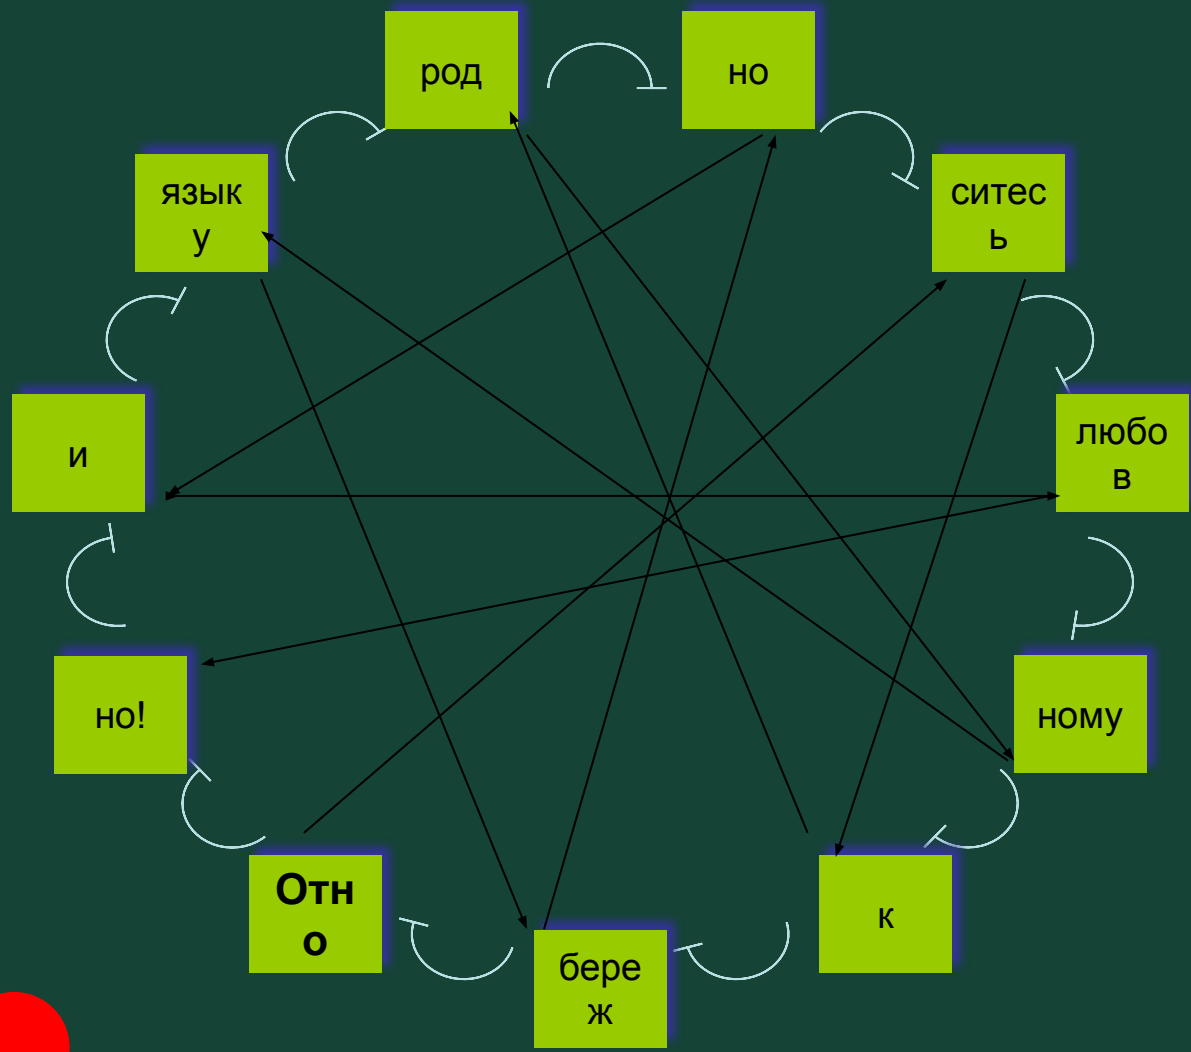 род
но
язык
у
ситес
ь
и
любо
в
но!
ному
Отн
о
к
бере
ж